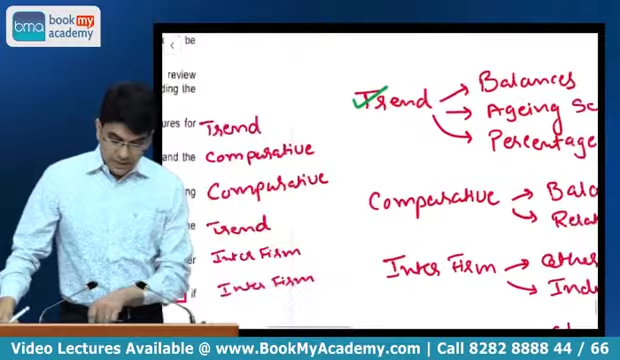 bma
book my
academy
be
review
ding the
ures for
and the
ng
he
er
if
Trend
Comparative
Comparative
Trend
Inter Firm
Inter Firm
Trend → Balances
→ Ageing Sc
→ Percentage
Comparative → Bala
→ Relat
Inter Firm → Other
→ Ind
Video Lectures Available @ www.BookMyAcademy.com / Call 8282 8888 44 / 66